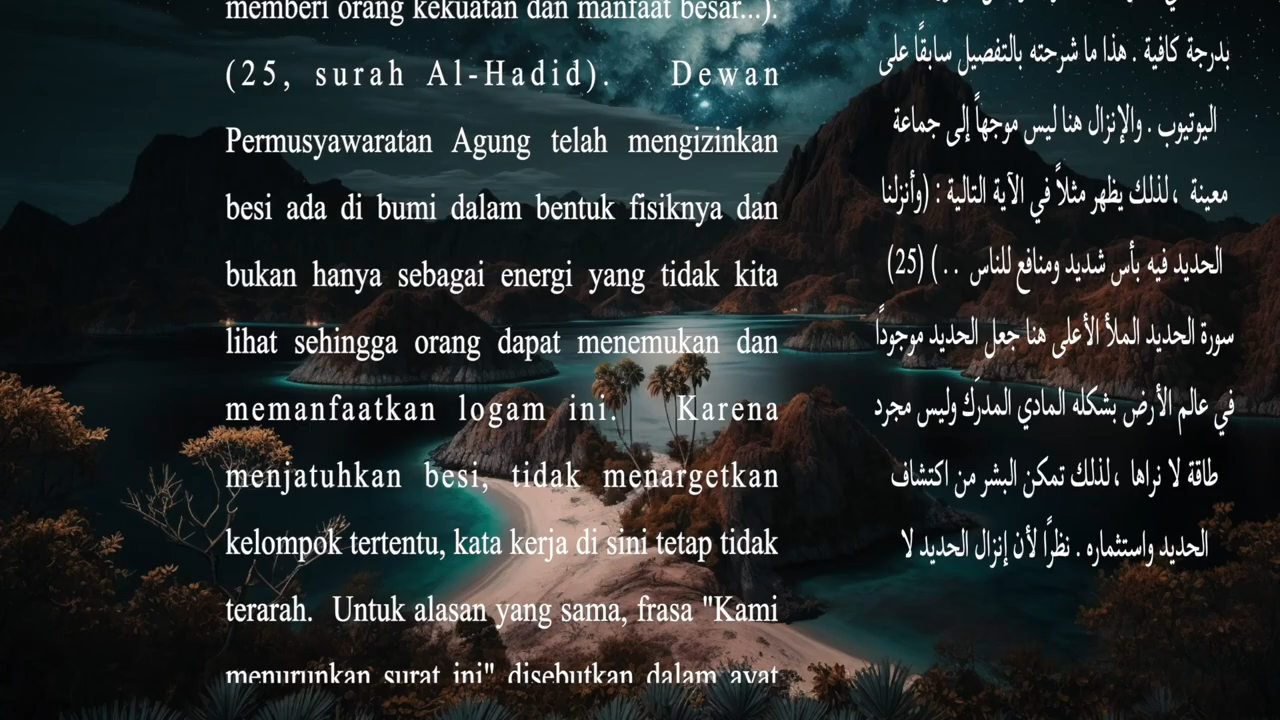 memberi orang kekuatan dan manfaat besar...).
(25, surah Al-Hadid). Dewan
Permusyawaratan Agung telah mengizinkan
besi ada di bumi dalam bentuk fisiknya dan
bukan hanya sebagai energi yang tidak kita
lihat sehingga orang dapat menemukan dan
memanfaatkan logam ini. Karena
menjatuhkan besi, tidak menargetkan
kelompok tertentu, kata kerja di sini tetap tidak
terarah. Untuk alasan yang sama, frasa "Kami
menurunkan surat ini" disebutkan dalam ayat
بدرجة كافية . هذا ما شرحته بالتفصيل سابقًا على
اليوتيوب . والإنزال هنا ليس موجهاً إلى جماعة
معينة ، لذلك يظهر مثلاً في الآية التالية : (وأنزلنا
الحديد فيه بأس شديد ومنافع للناس . . ) (25)
سورة الحديد الملأ الأعلى هنا جعل الحديد موجودًا
في عالم الأرض بشكله المادي المدرَك وليس مجرد
طاقة لا نراها ، لذلك تمكن البشر من اكتشاف
الحديد واستثماره . نظراً لأن إنزال الحديد لا